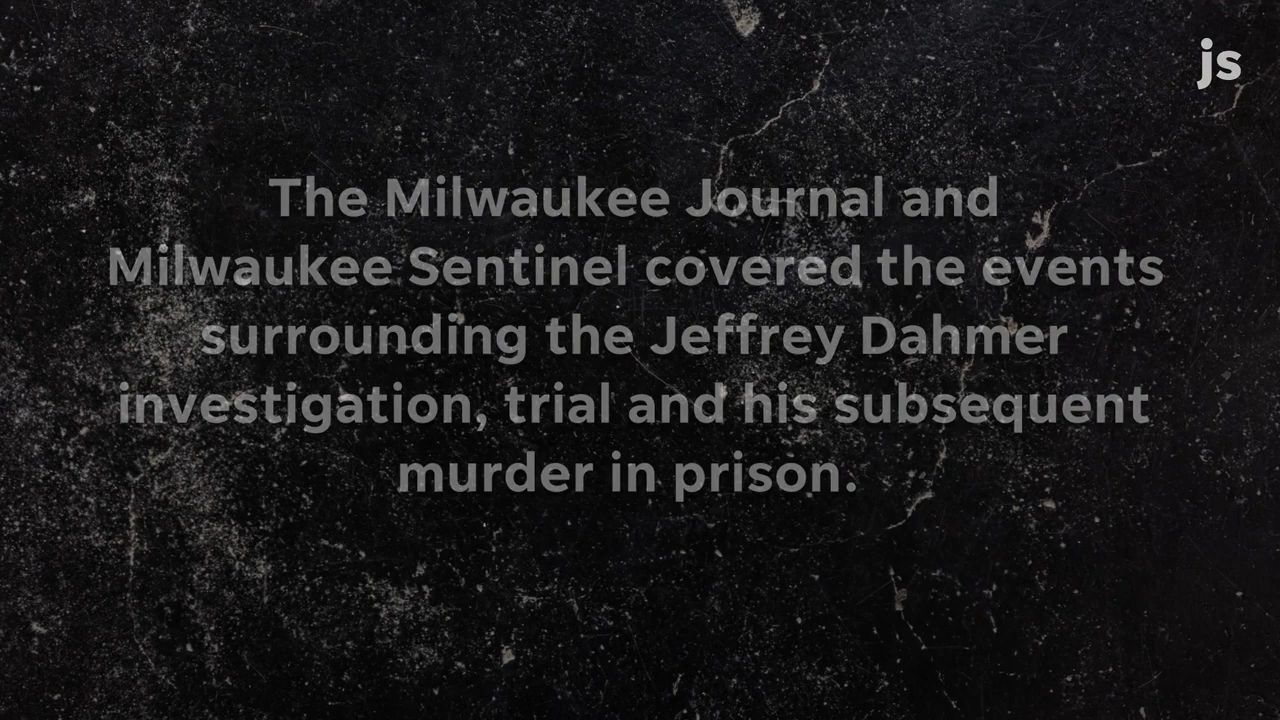 js
The Milwaukee Journal and
Milwaukee Sentinel covered the events
surrounding the Jeffrey Dahmer
investigation, trial and his subsequent
murder in prison.